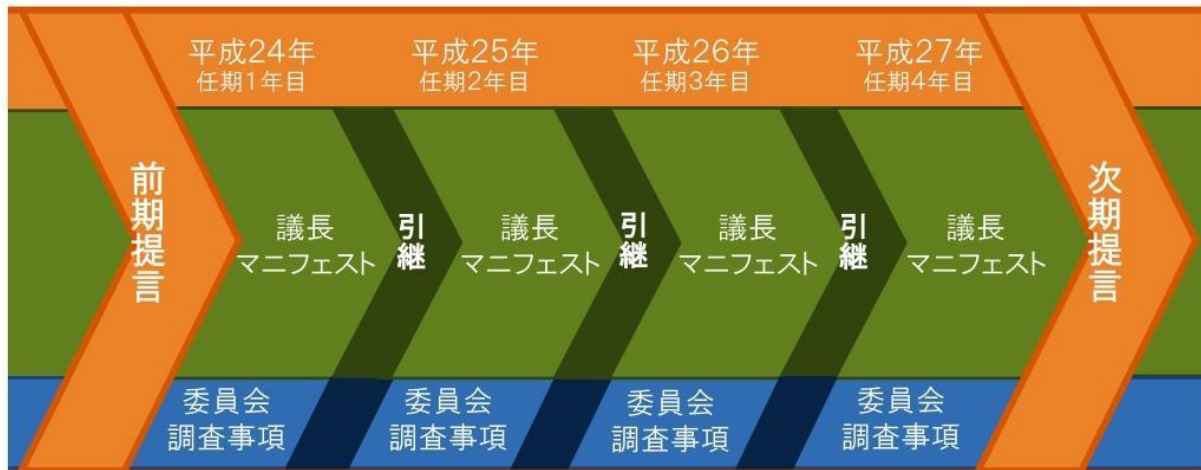 平成24年
任期1年目
平成25年
任期2年目
平成26年
任期3年目
平成27年
任期4年目
前期提言
議長
マニフェスト
引継
議長
マニフェスト
引継
議長
マニフェスト
引継
議長
マニフェスト
次期提言
委員会
調査事項
委員会
調査事項
委員会
調査事項
委員会
調査事項